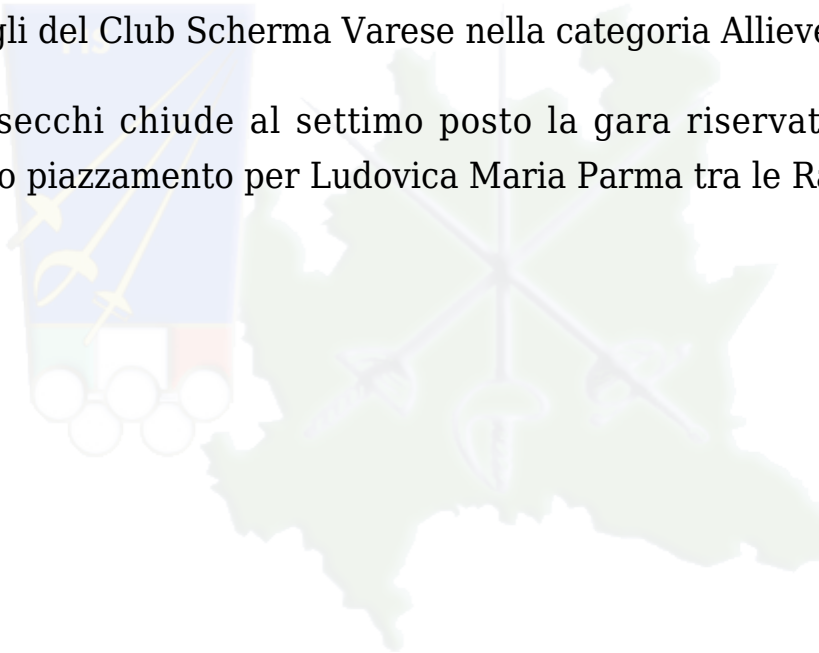 gli del Club Scherma Varese nella categoria Allieve
secchi chiude al settimo posto la gara riservat
o piazzamento per Ludovica Maria Parma tra le Ra
FIS